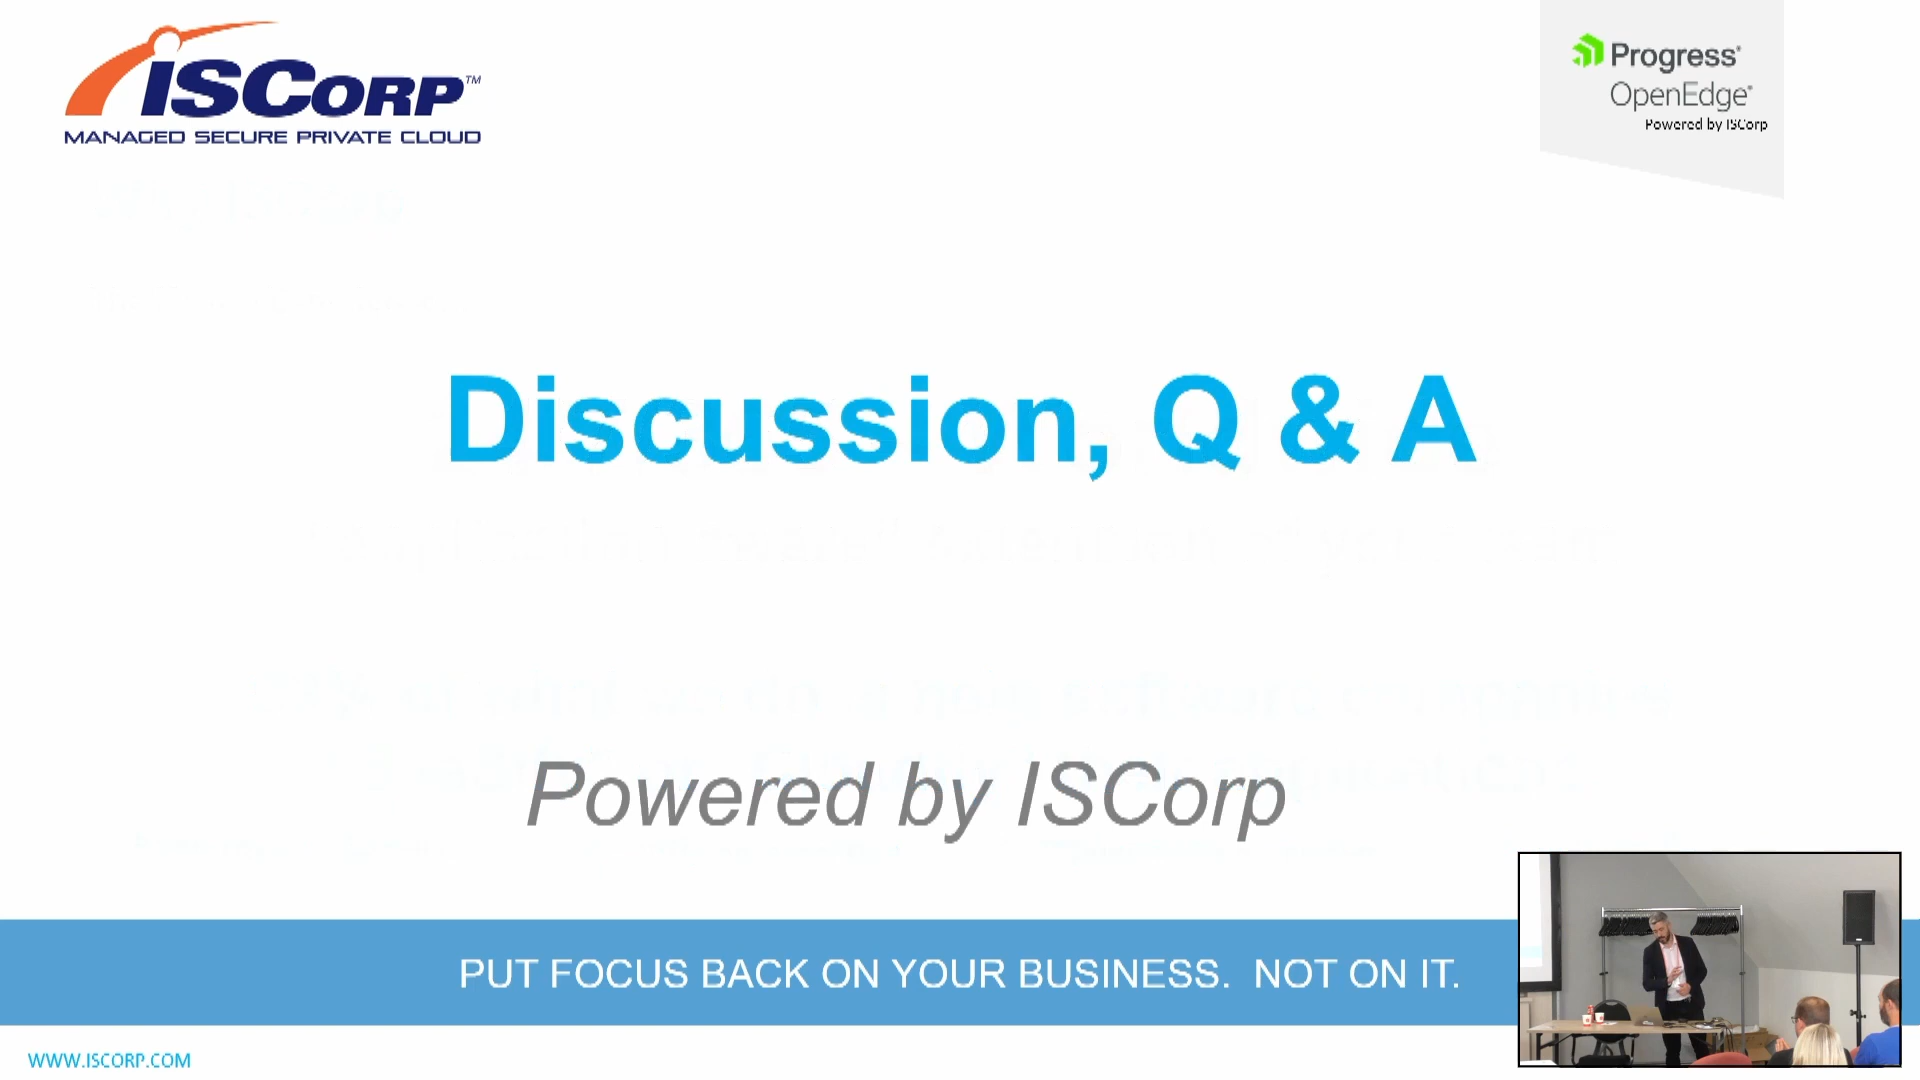 ISCORP™
MANAGED SECURE PRIVATE CLOUD
Progress®
OpenEdge®
Powered by ISCorp
Discussion, Q & A
Powered by ISCorp
PUT FOCUS BACK ON YOUR BUSINESS. NOT ON IT.
WWW.ISCORP.COM